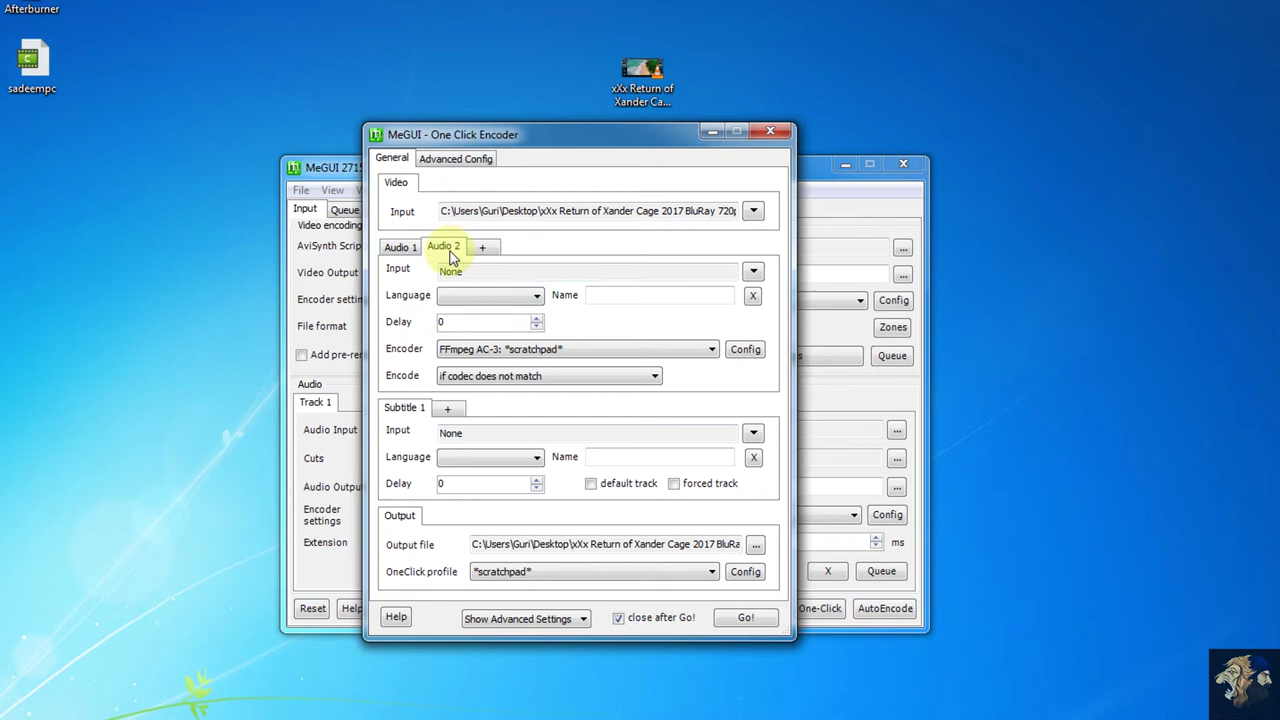 Afterburner
sadeempc
xXx Return of
Xander Ca...
MeGUI 2715
File View
Input Queue
Video encoding
AviSynth Scrip
Video Output
Encoder settin
File format
Add pre-ren
Audio
Track 1
Audio Input
Cuts
Audio Output
Encoder
settings
Extension
Reset
Help
...
...
Config
Zones
Queue
...
...
...
Config
ms
X
Queue
One-Click
AutoEncode
MeGUI - One Click Encoder
General
Advanced Config
Video
Input C:\Users\Guri\Desktop\xXx Return of Xander Cage 2017 BluRay 720p
Audio 1 Audio 2 +
Input None
Language Name X
Delay 0
Encoder FFmpeg AC-3: *scratchpad* Config
Encode if codec does not match
Subtitle 1 +
Input None
Language Name X
Delay 0 default track forced track
Output
Output file C:\Users\Guri\Desktop\xXx Return of Xander Cage 2017 BluRa ...
OneClick profile *scratchpad* Config
Help Show Advanced Settings close after Go! Go!